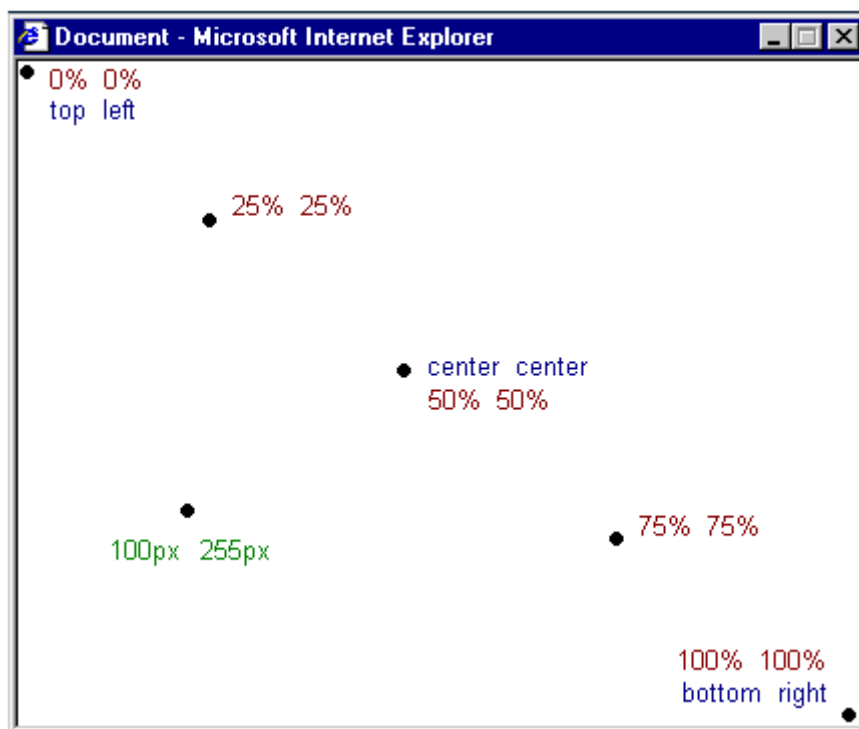 Document - Microsoft Internet Explorer
0% 0%
top left
25% 25%
center center
50% 50%
100px 255px
75% 75%
100% 100%
bottom right